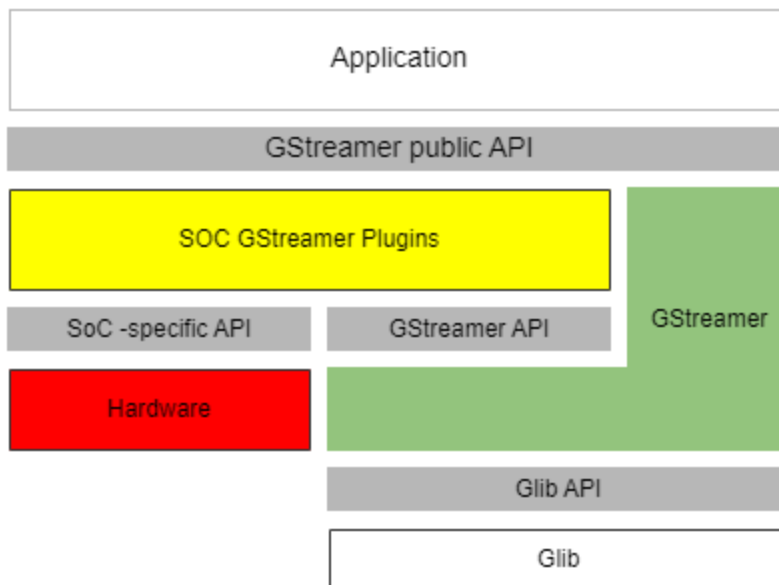 Application
GStreamer public API
SOC GStreamer Plugins
GStreamer
SoC -specific API
GStreamer API
Hardware
Glib API
Glib